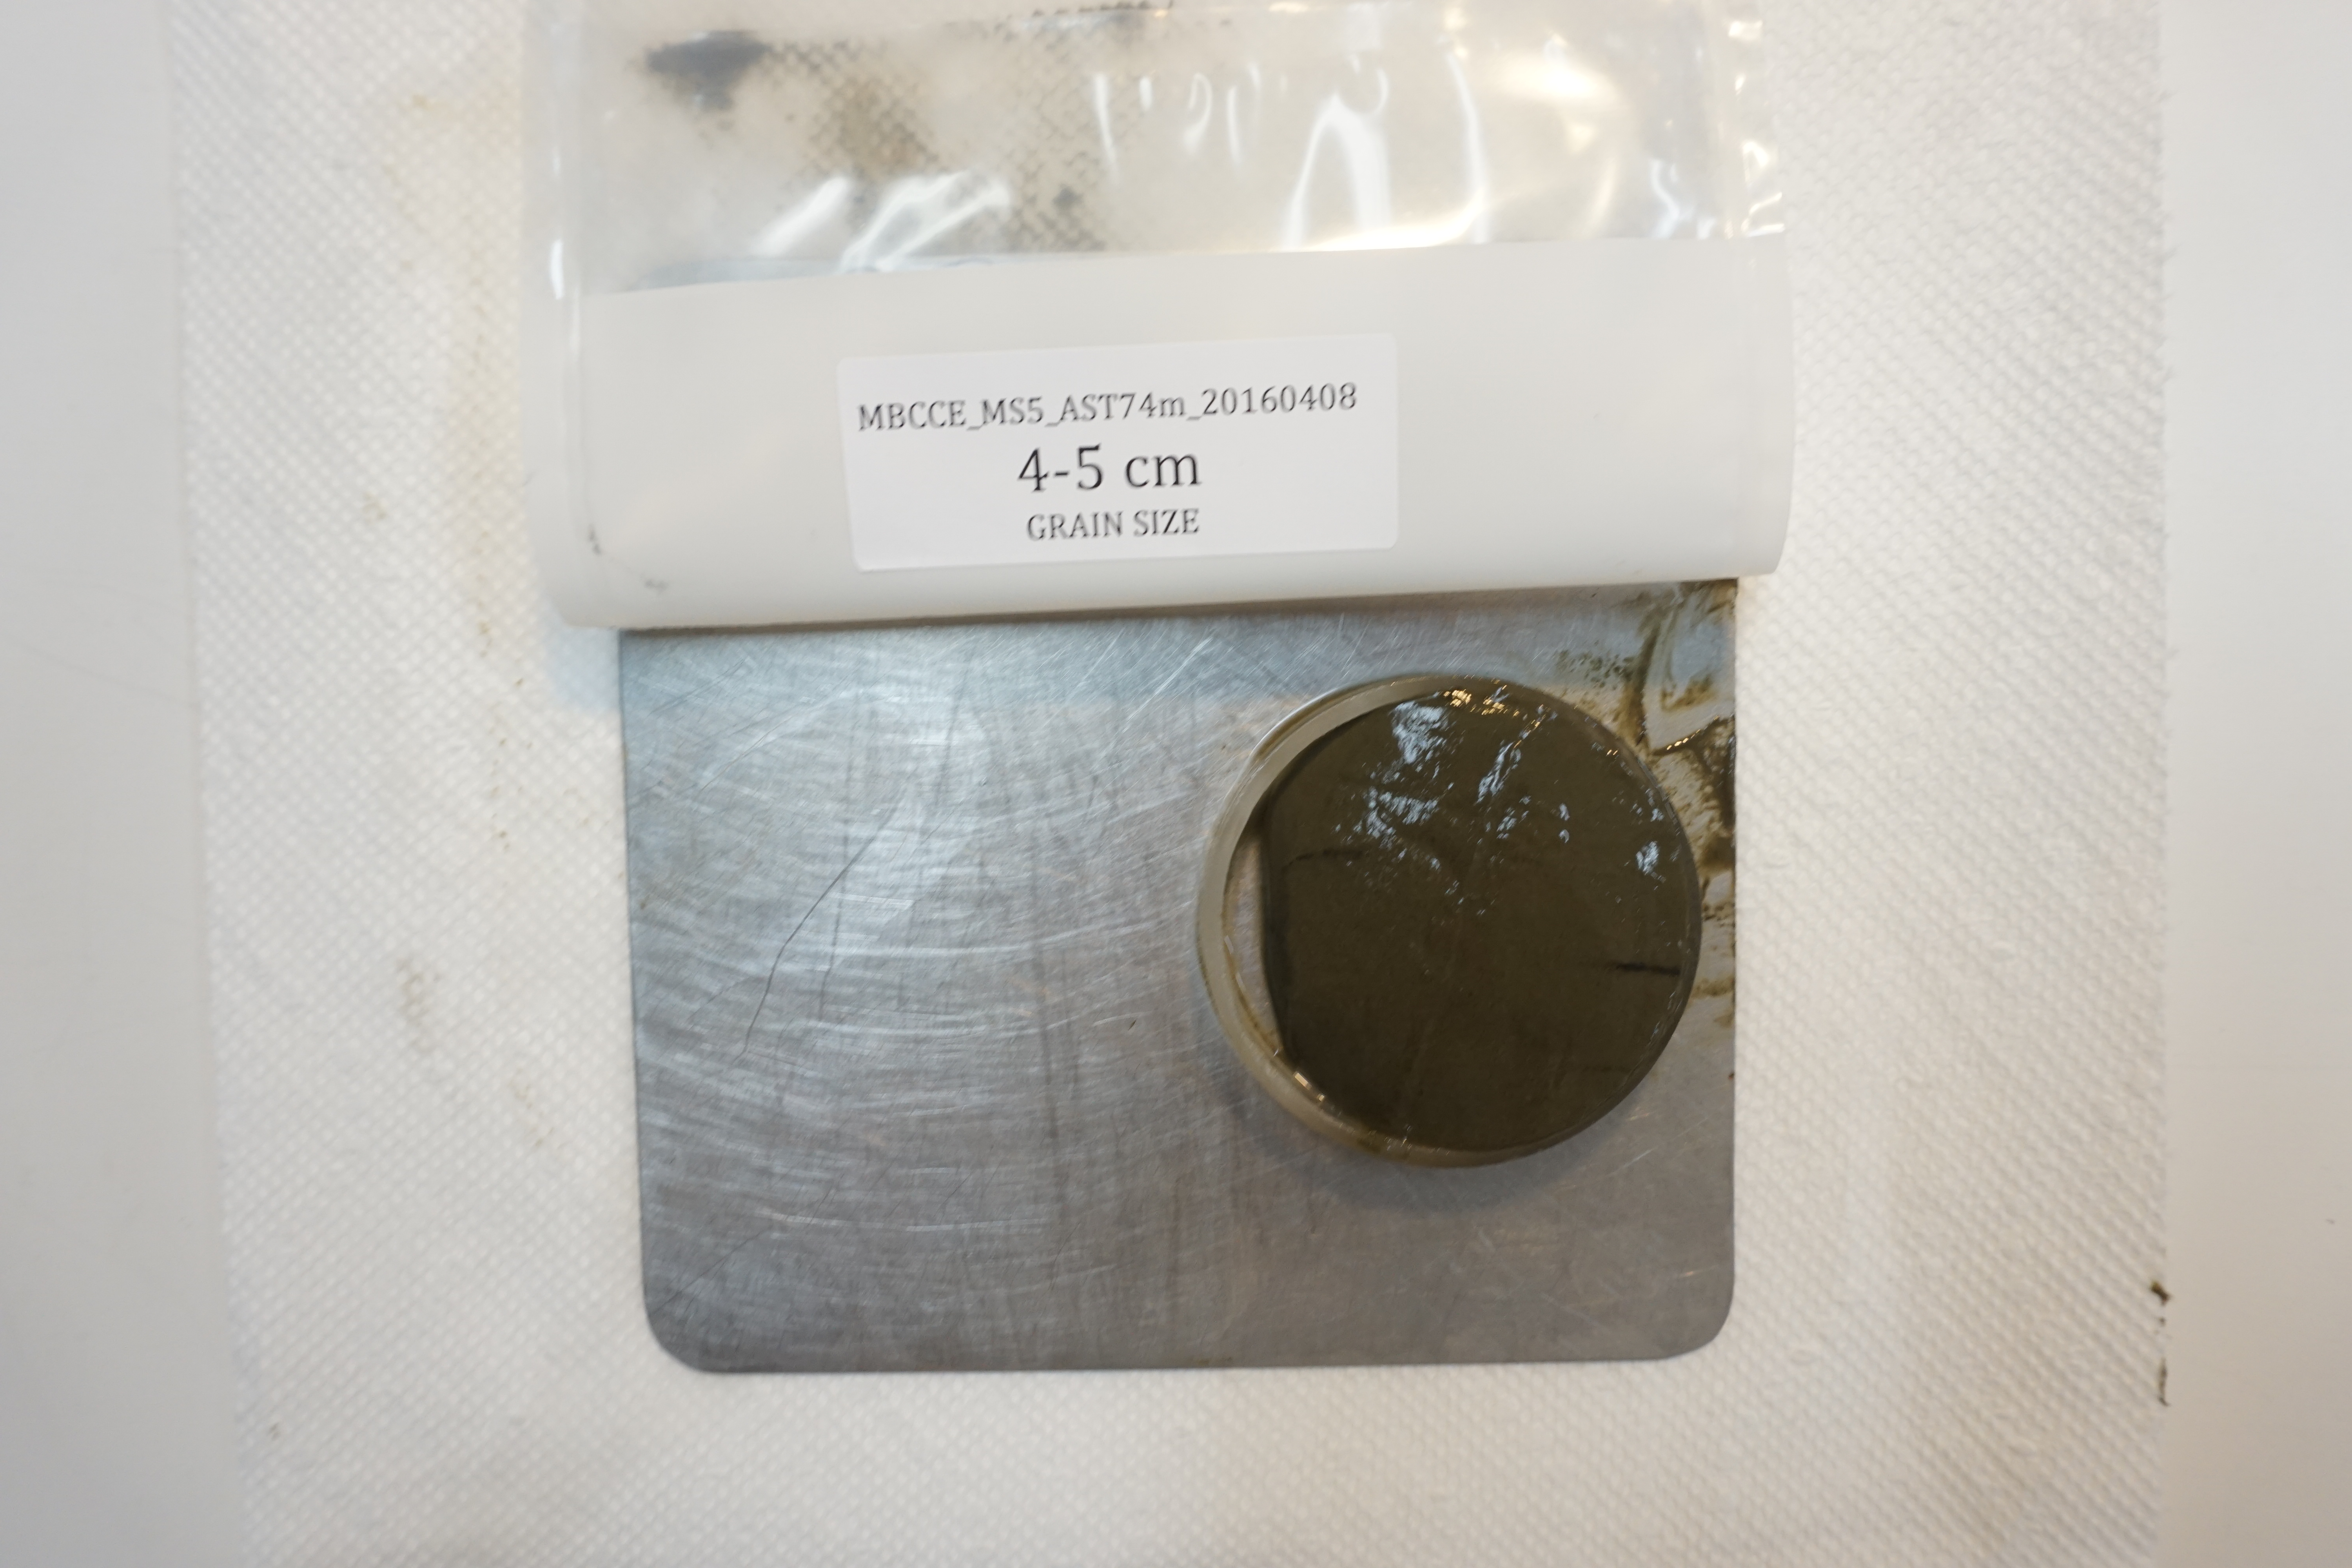 MBCCE_MS5_AST74m_20160408
4-5 cm
GRAIN SIZE